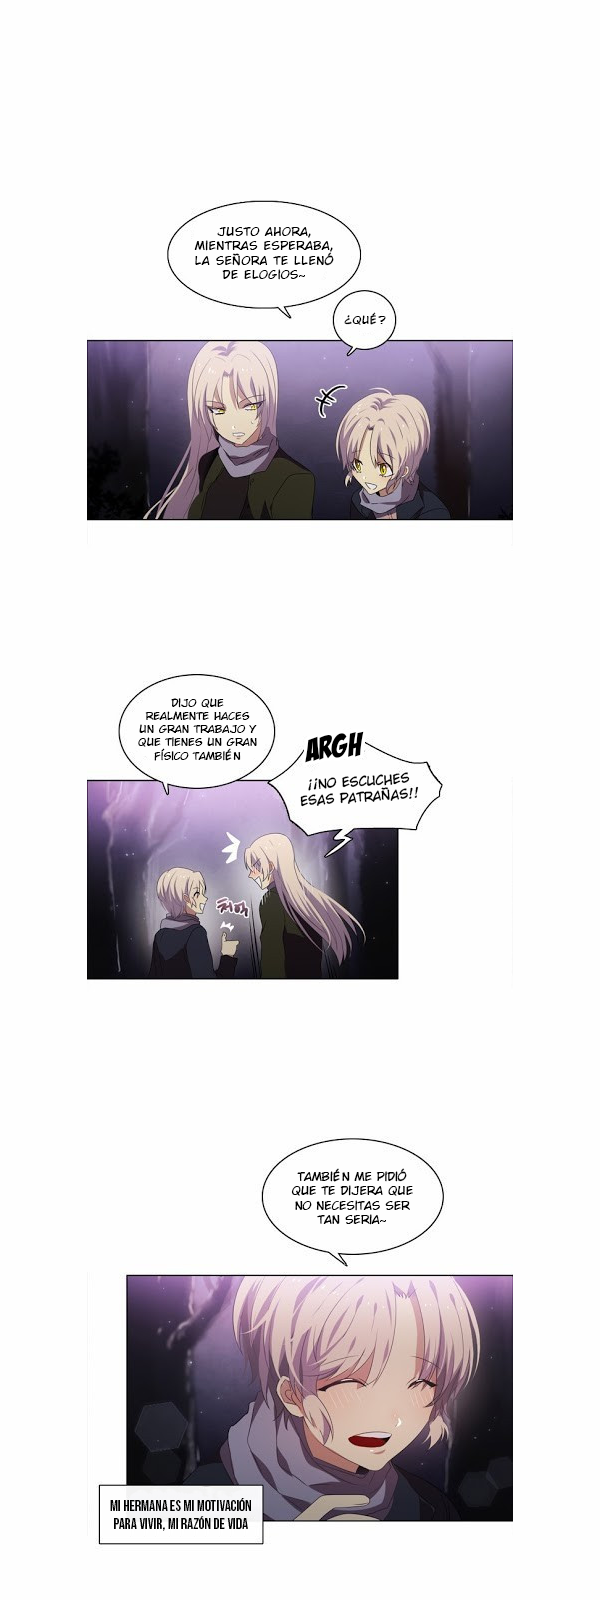 JUSTO AHORA,
MIENTRAS ESPERABA,
LA SEÑORA TE LLENÓ
DE ELOGIOS~
¿QUÉ?
DIJO QUE
REALMENTE HACES
UN GRAN TRABAJO Y
QUE TIENES UN GRAN
FÍSICO TAMBIÉN
ARGH
¡¡NO ESCUCHES
ESAS PATRAÑAS!!
TAMBIÉN ME PIDIÓ
QUE TE DIJERA QUE
NO NECESITAS SER
TAN SERIA~
MI HERMANA ES MI MOTIVACIÓN
PARA VIVIR, MI RAZÓN DE VIDA